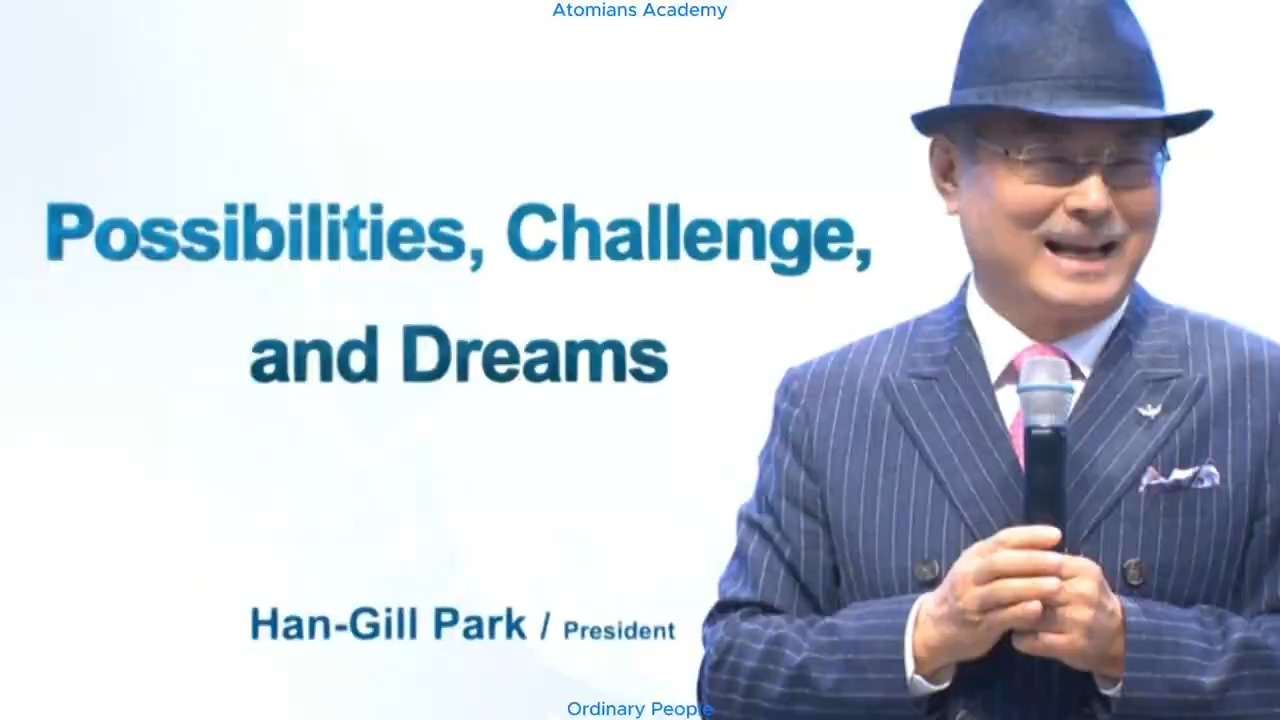 Atomians Academy
Possibilities, Challenge,
and Dreams
Han-Gill Park / President
Ordinary People